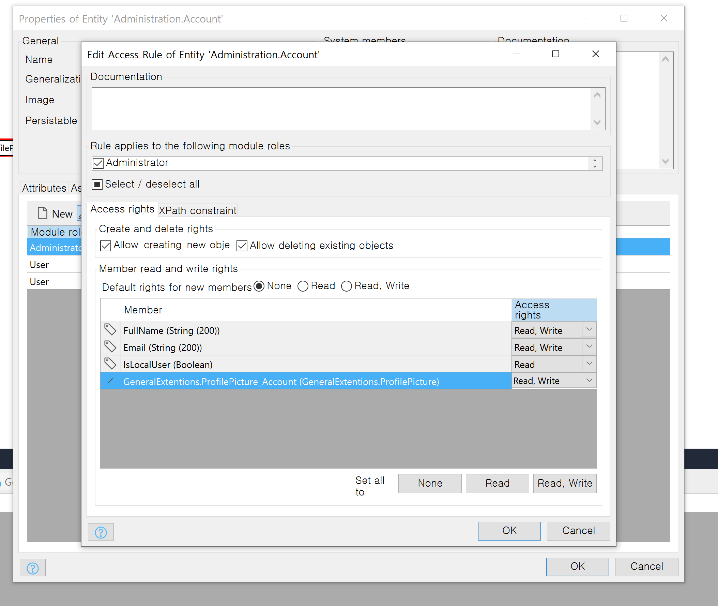 Properties of Entity 'Administration.Account'
General
System members
Documentation
Name
Generalizati
Image
Persistable
ileP
Attributes As
New
Module rol
Administrato
User
User
G
Edit Access Rule of Entity 'Administration.Account'
Documentation
Rule applies to the following module roles
Administrator
Select / deselect all
Access rights XPath constraint
Create and delete rights
Allow creating new obje Allow deleting existing objects
Member read and write rights
Default rights for new members None Read Read, Write
Member Access rights
FullName (String (200)) Read, Write
Email (String (200)) Read, Write
IsLocalUser (Boolean) Read
GeneralExtentions.ProfilePicture_Account (GeneralExtentions.ProfilePicture) Read, Write
Set all to None Read Read, Write
OK Cancel
OK Cancel